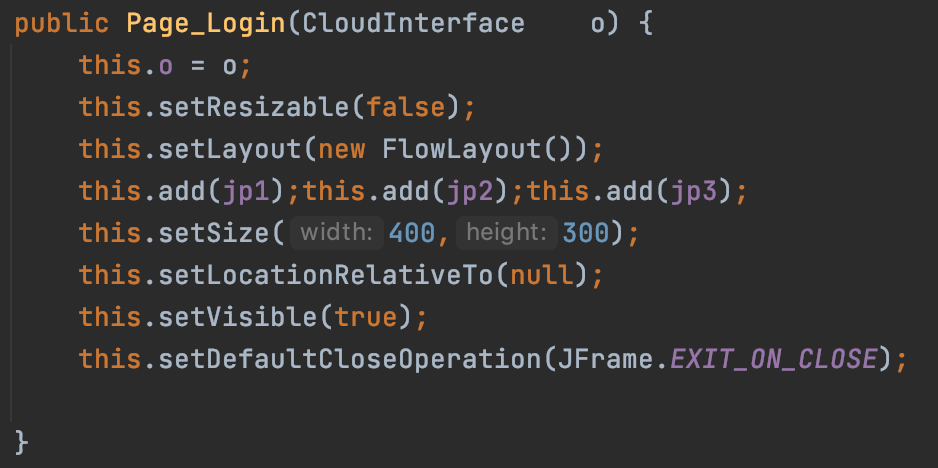 public Page_Login(CloudInterface    o) {
    this.o = o;
    this.setResizable(false);
    this.setLayout(new FlowLayout());
    this.add(jp1);this.add(jp2);this.add(jp3);
    this.setSize( width: 400, height: 300);
    this.setLocationRelativeTo(null);
    this.setVisible(true);
    this.setDefaultCloseOperation(JFrame.EXIT_ON_CLOSE);
}